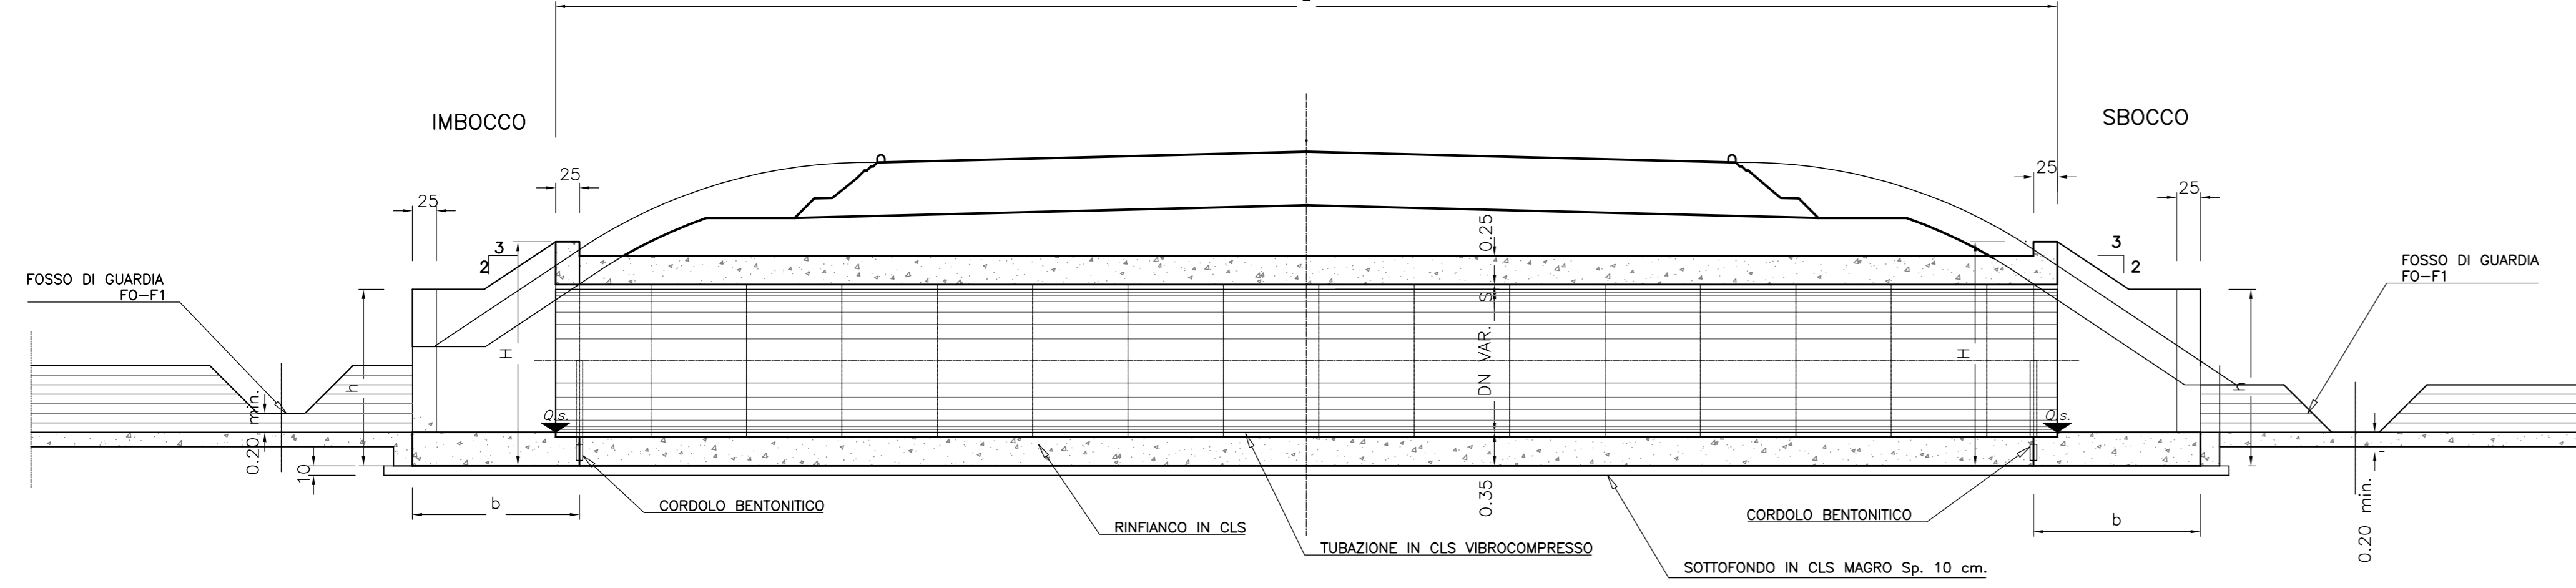 IMBOCCO
SBOCCO
25
25
25
25
3
2
3
2
FOSSO DI GUARDIA
FO-F1
FOSSO DI GUARDIA
FO-F1
0.25
S
DN VAR.
0.35
H
H
h
h
Q.s.
Q.s.
0.20 min.
10
0.20 min.
b
b
CORDOLO BENTONITICO
RINFIANCO IN CLS
TUBAZIONE IN CLS VIBROCOMPRESSO
CORDOLO BENTONITICO
SOTTOFONDO IN CLS MAGRO Sp. 10 cm.